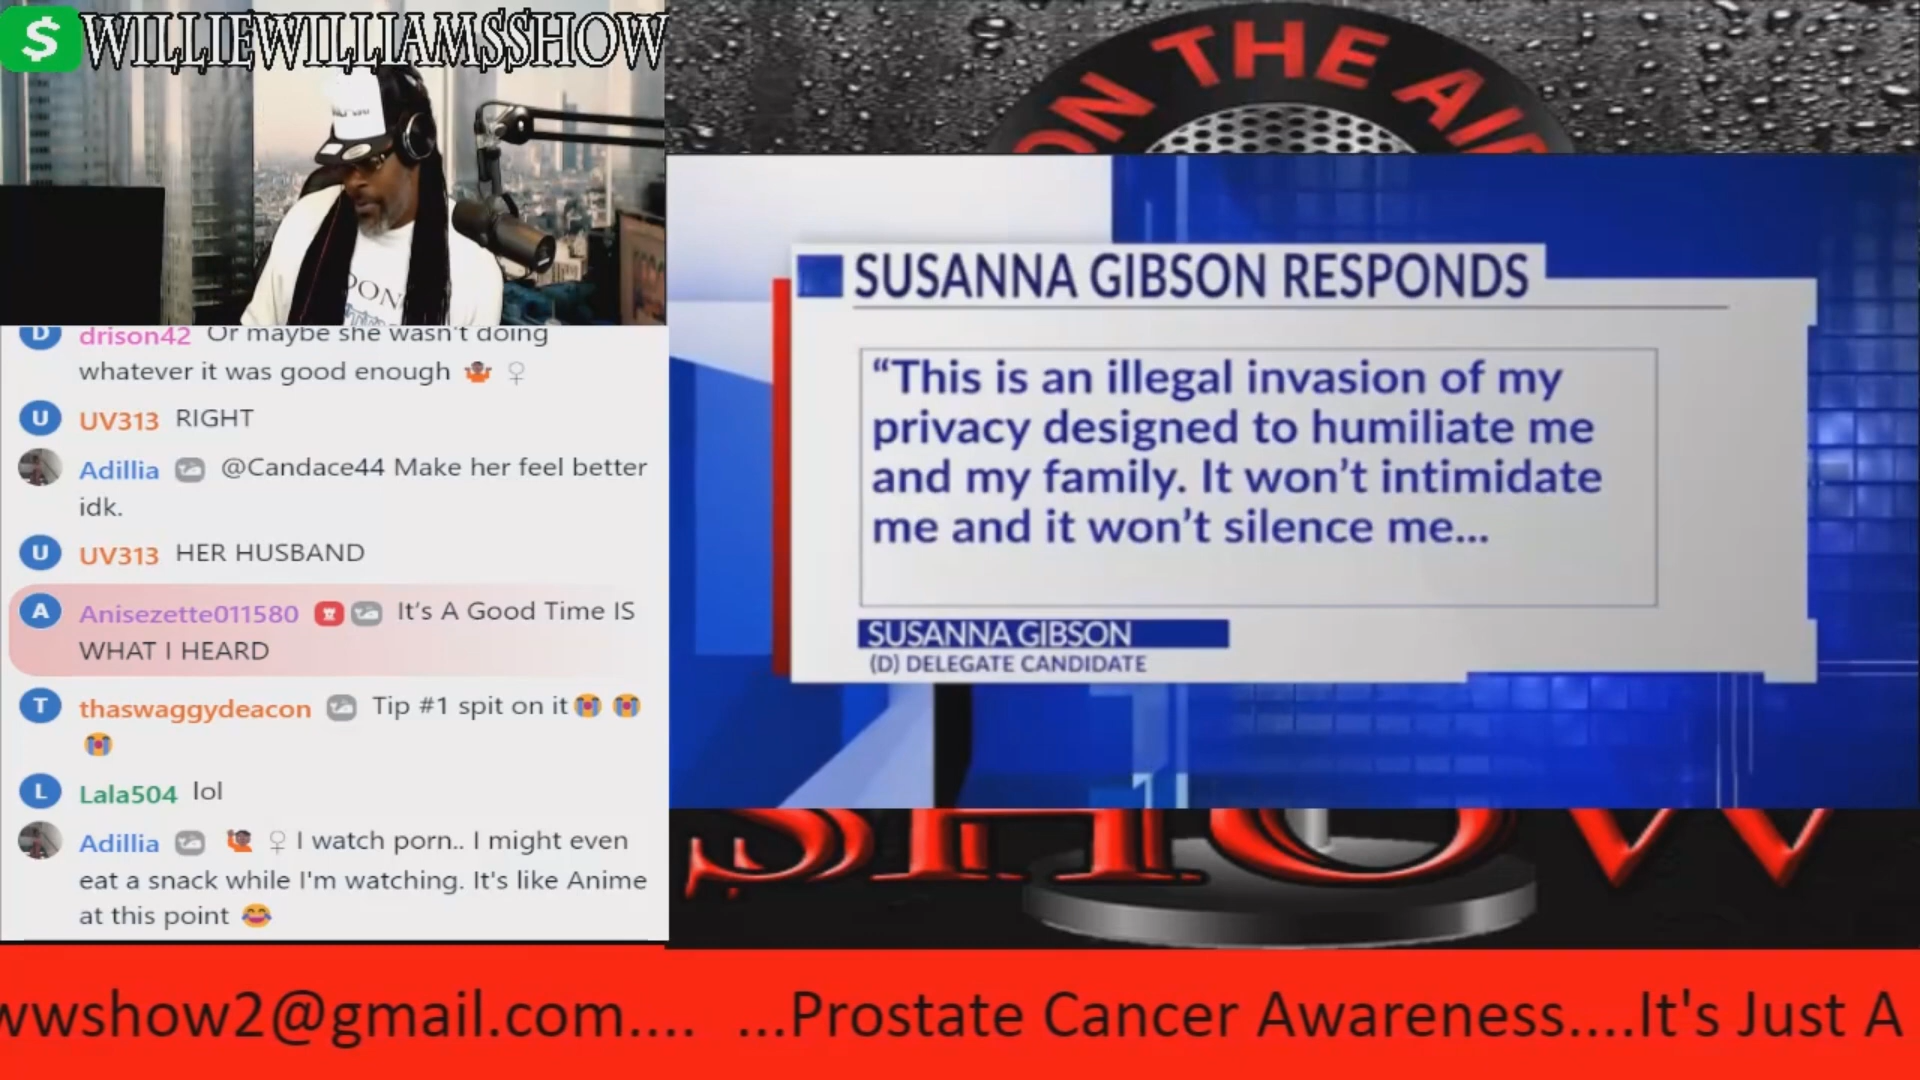 $ WILLIEWILLIAMSSHOW
ON THE AIR
drison42 Or maybe she wasn't doing
whatever it was good enough 🤷🏾 ♀
U UV313 RIGHT
Adillia @Candace44 Make her feel better
idk.
U UV313 HER HUSBAND
A Anisezette011580 It's A Good Time IS
WHAT I HEARD
T thaswaggydeacon Tip #1 spit on it😭 😭
😭
L Lala504 lol
Adillia 🙋🏾 ♀ I watch porn.. I might even
eat a snack while I'm watching. It's like Anime
at this point 😂
SUSANNA GIBSON RESPONDS
“This is an illegal invasion of my
privacy designed to humiliate me
and my family. It won’t intimidate
me and it won’t silence me...
SUSANNA GIBSON
(D) DELEGATE CANDIDATE
SHOW
wwshow2@gmail.com.... ...Prostate Cancer Awareness....It's Just A